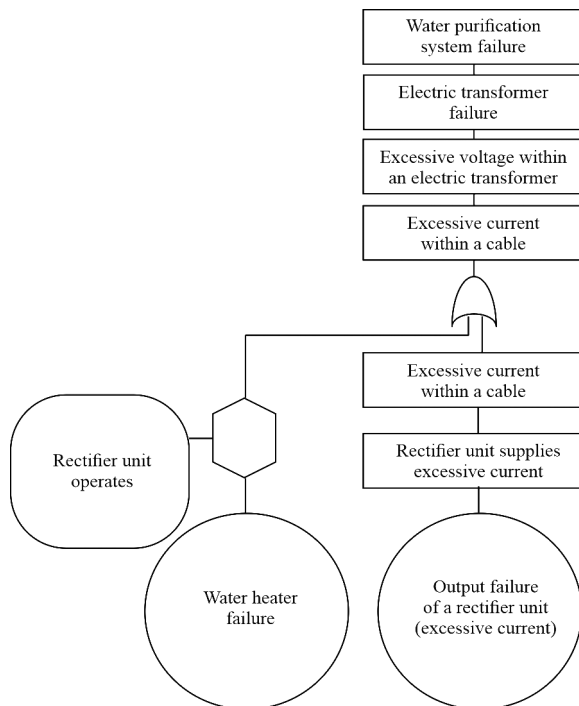 Water purification
system failure
Electric transformer
failure
Excessive voltage within
an electric transformer
Excessive current
within a cable
Excessive current
within a cable
Rectifier unit
operates
Rectifier unit supplies
excessive current
Water heater
failure
Output failure
of a rectifier unit
(excessive current)